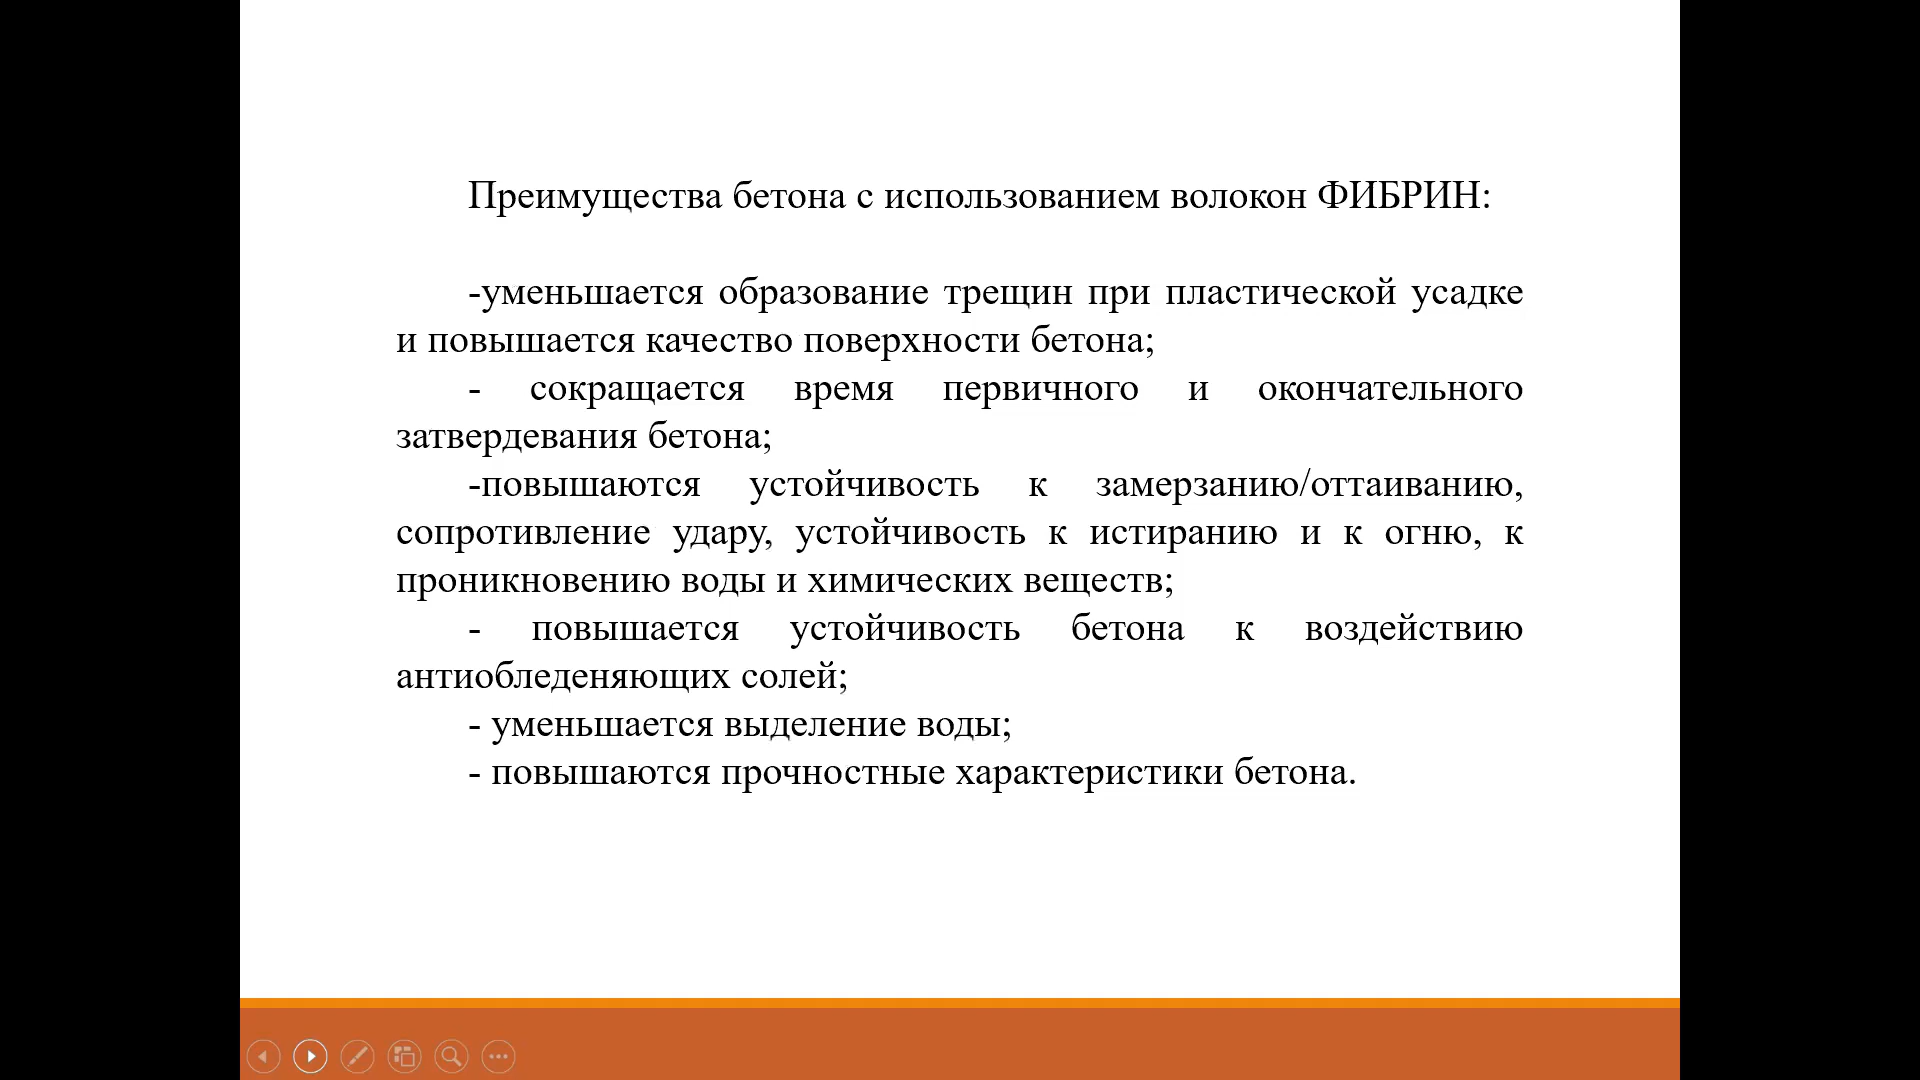 Преимущества бетона с использованием волокон ФИБРИН:
-уменьшается образование трещин при пластической усадке
и повышается качество поверхности бетона;
- сокращается время первичного и окончательного
затвердевания бетона;
-повышаются устойчивость к замерзанию/оттаиванию,
сопротивление удару, устойчивость к истиранию и к огню, к
проникновению воды и химических веществ;
- повышается устойчивость бетона к воздействию
антиобледеняющих солей;
- уменьшается выделение воды;
- повышаются прочностные характеристики бетона.